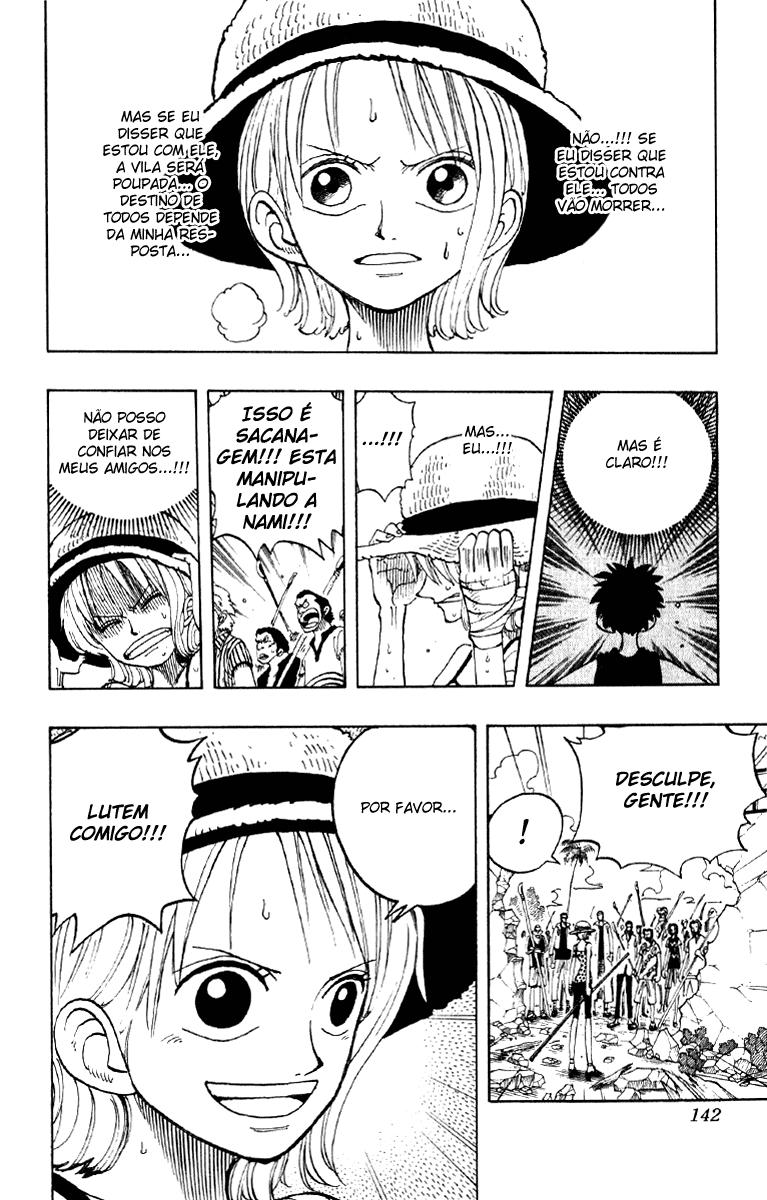 NÃO...!!! SE
EU DISSER QUE
ESTOU CONTRA
ELE... TODOS
VÃO MORRER...
MAS SE EU
DISSER QUE
ESTOU COM ELE,
A VILA SERÁ
POUPADA... O
DESTINO DE
TODOS DEPENDE
DA MINHA RES-
POSTA...
MAS É
CLARO!!!
MAS...
EU...!!!
...!!!
ISSO É
SACANA-
GEM!!! ESTA
MANIPU-
LANDO A
NAMI!!!
NÃO POSSO
DEIXAR DE
CONFIAR NOS
MEUS AMIGOS...!!!
DESCULPE,
GENTE!!!
!
POR FAVOR...
LUTEM
COMIGO!!!
142